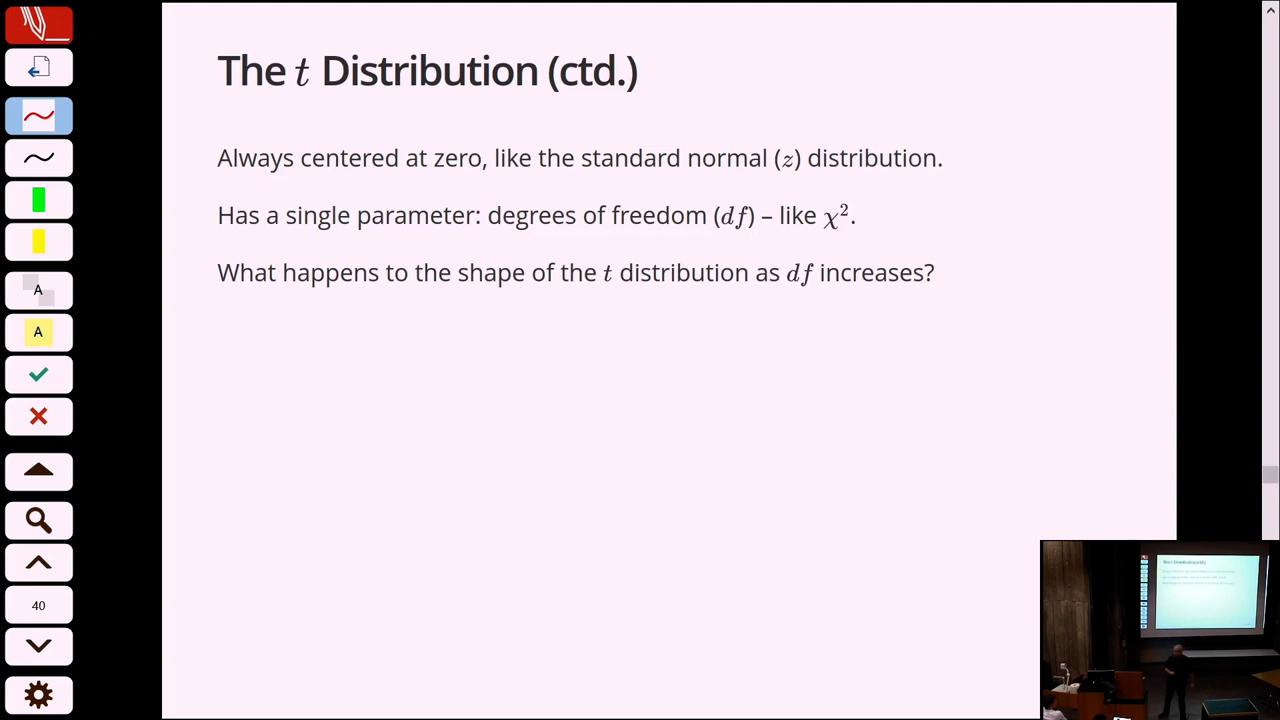 The t Distribution (ctd.)
Always centered at zero, like the standard normal (z) distribution.
Has a single parameter: degrees of freedom (df) – like χ².
What happens to the shape of the t distribution as df increases?
A
A
40